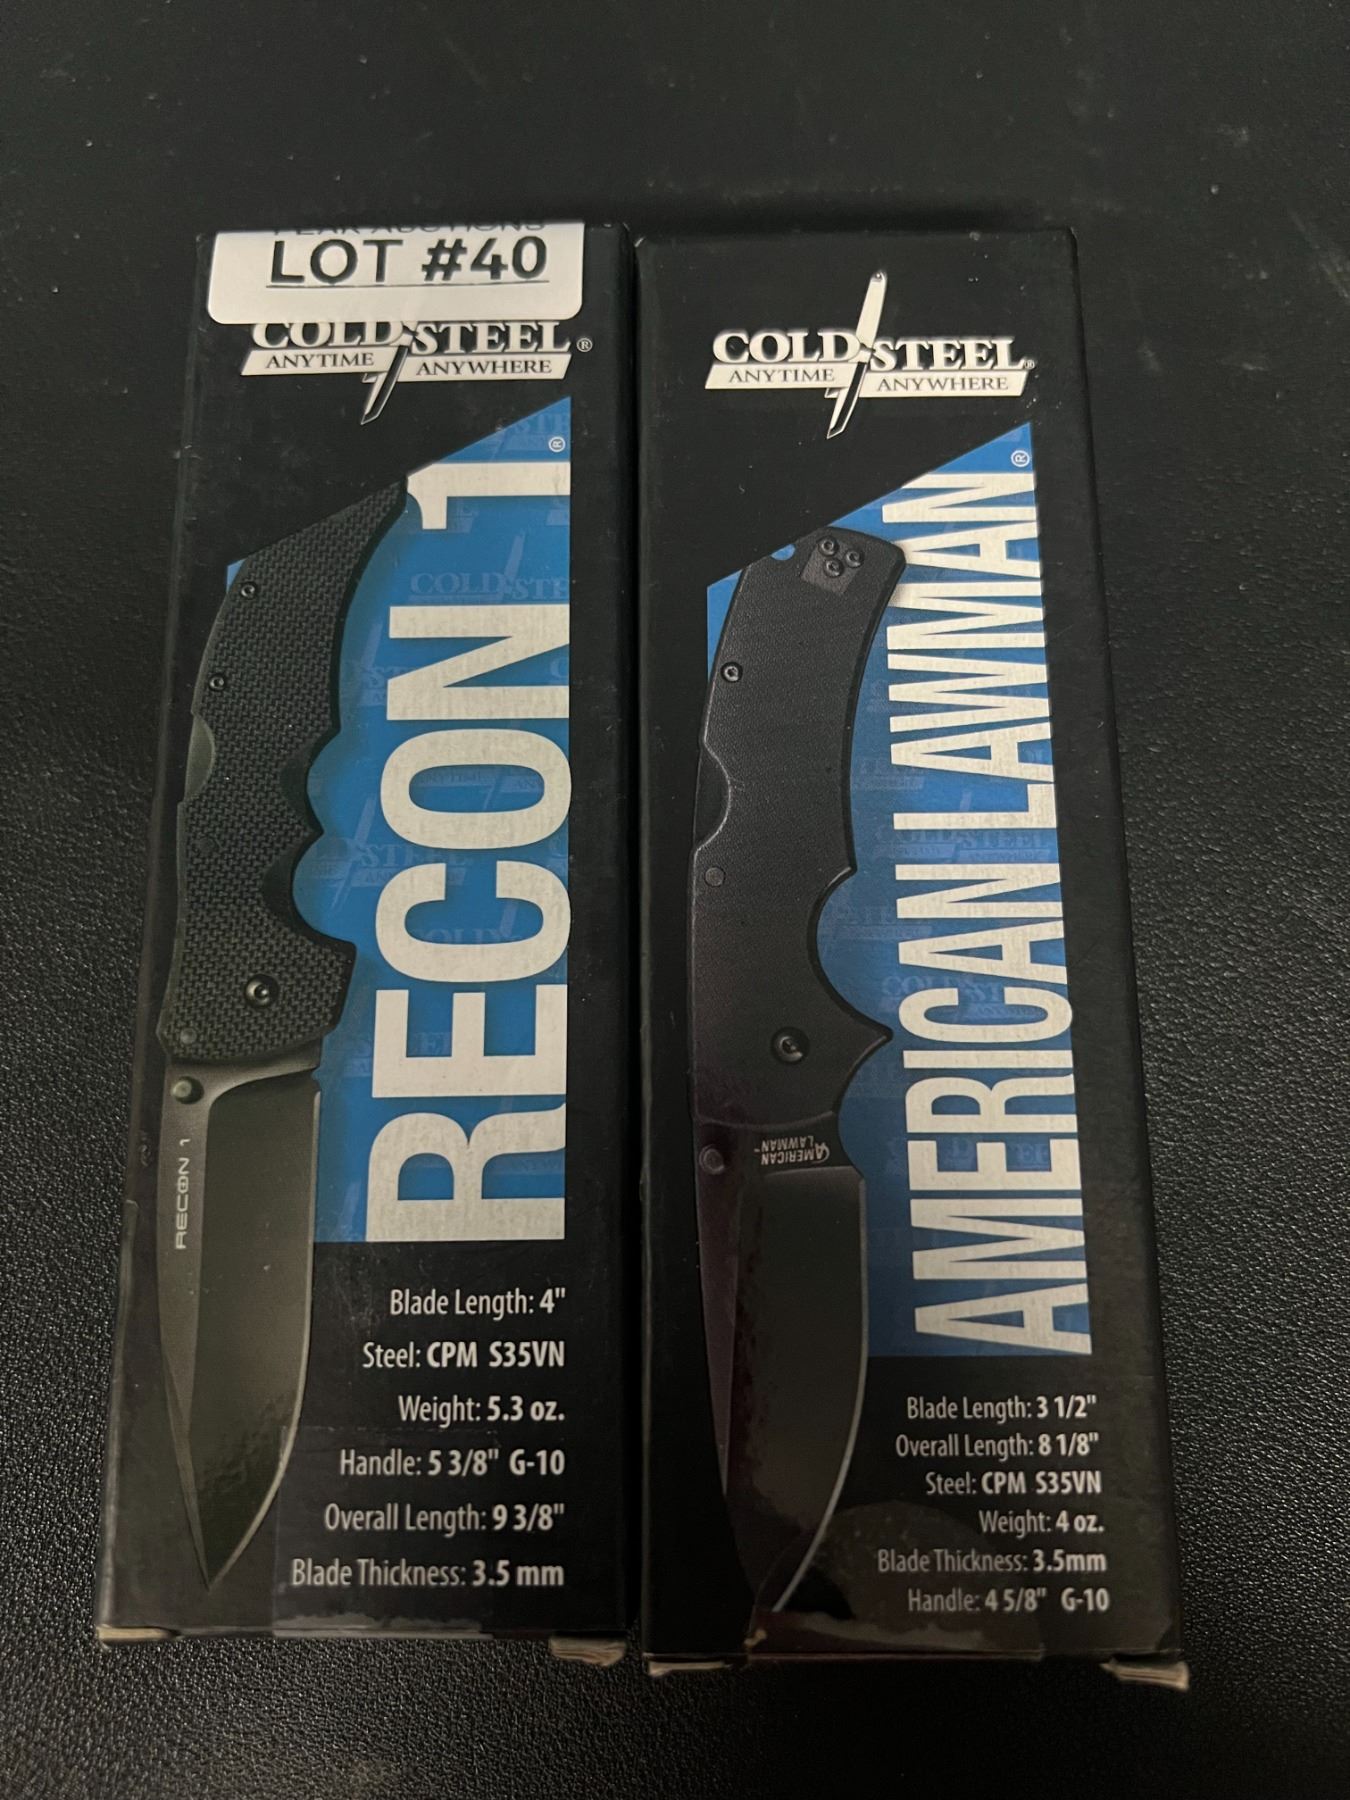 LOT #40
COLD STEEL®
ANYTIME ANYWHERE
RECON 1®
RECON 1
Blade Length: 4"
Steel: CPM S35VN
Weight: 5.3 oz.
Handle: 5 3/8" G-10
Overall Length: 9 3/8"
Blade Thickness: 3.5 mm
COLD STEEL®
ANYTIME ANYWHERE
AMERICAN LAWMAN®
AMERICAN
LAWMAN™
Blade Length: 3 1/2"
Overall Length: 8 1/8"
Steel: CPM S35VN
Weight: 4 oz.
Blade Thickness: 3.5mm
Handle: 4 5/8" G-10